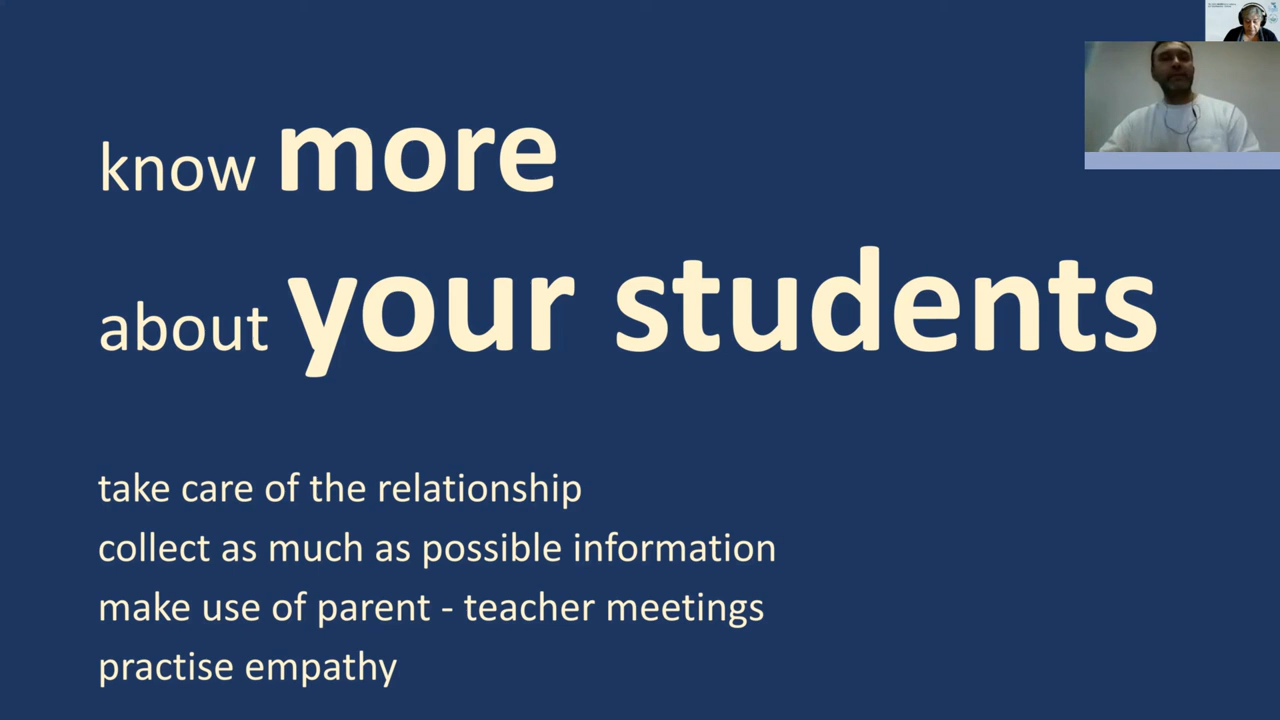 know more
about your students
take care of the relationship
collect as much as possible information
make use of parent - teacher meetings
practise empathy